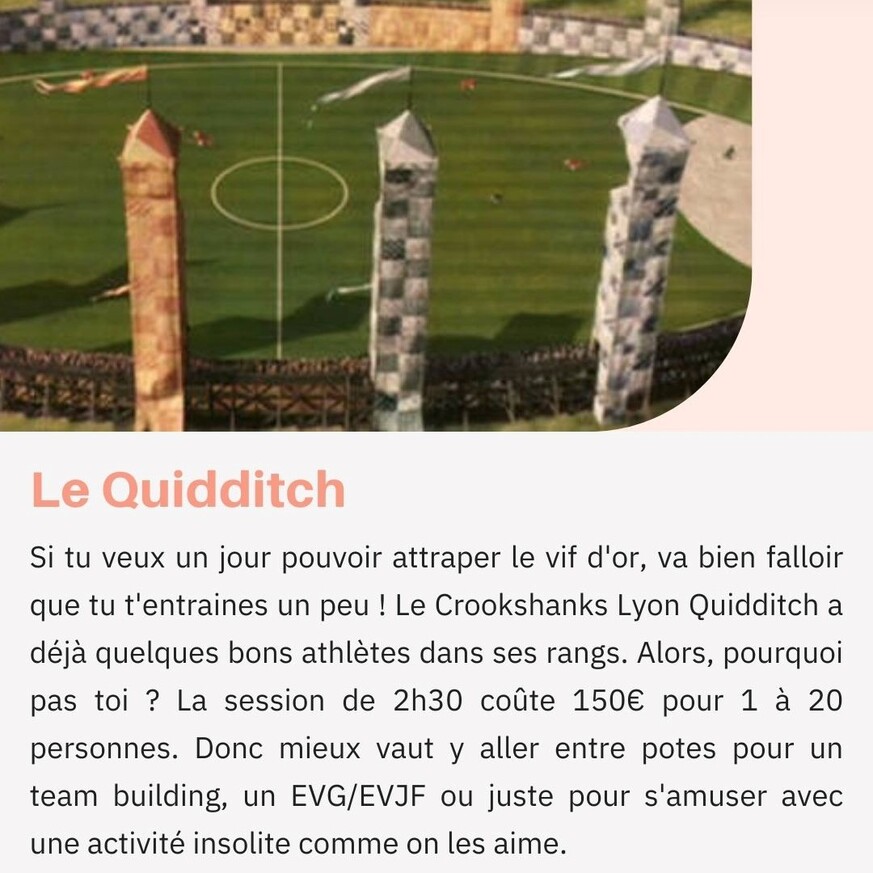 Le Quidditch
Si tu veux un jour pouvoir attraper le vif d'or, va bien falloir
que tu t'entraines un peu ! Le Crookshanks Lyon Quidditch a
déjà quelques bons athlètes dans ses rangs. Alors, pourquoi
pas toi ? La session de 2h30 coûte 150€ pour 1 à 20
personnes. Donc mieux vaut y aller entre potes pour un
team building, un EVG/EVJF ou juste pour s'amuser avec
une activité insolite comme on les aime.